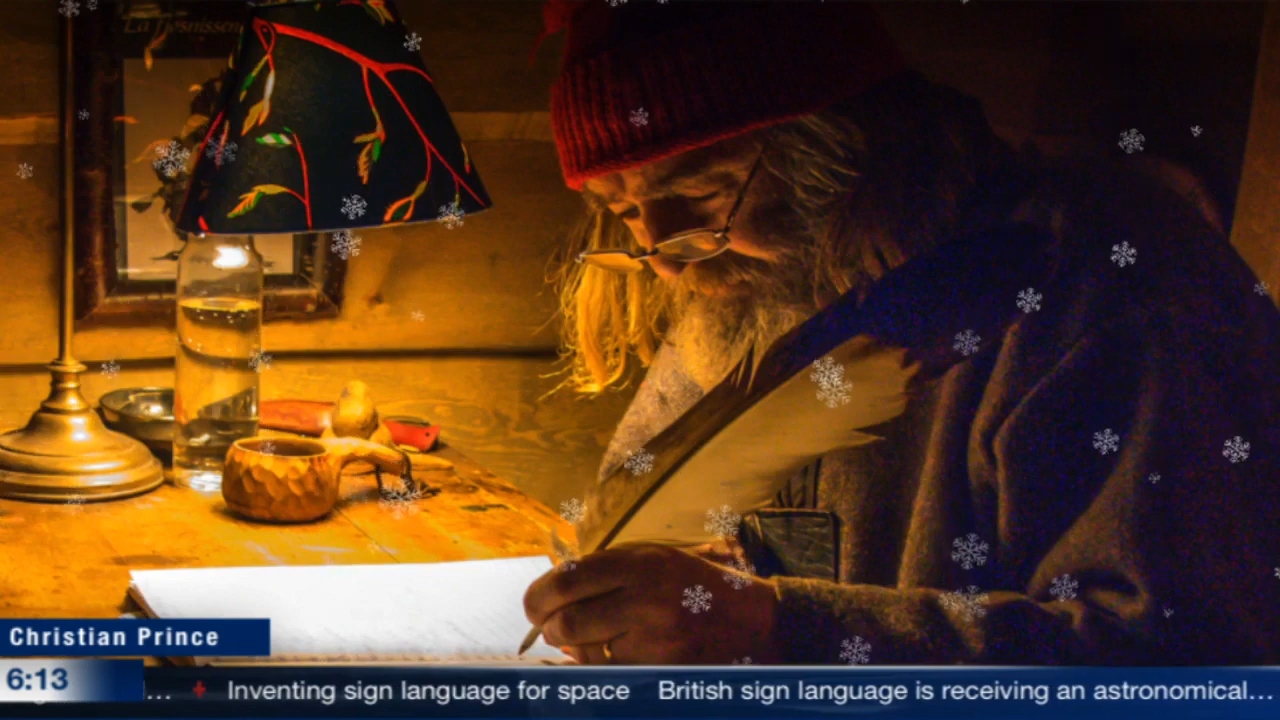 Christian Prince
6:13
... + Inventing sign language for space British sign language is receiving an astronomical...